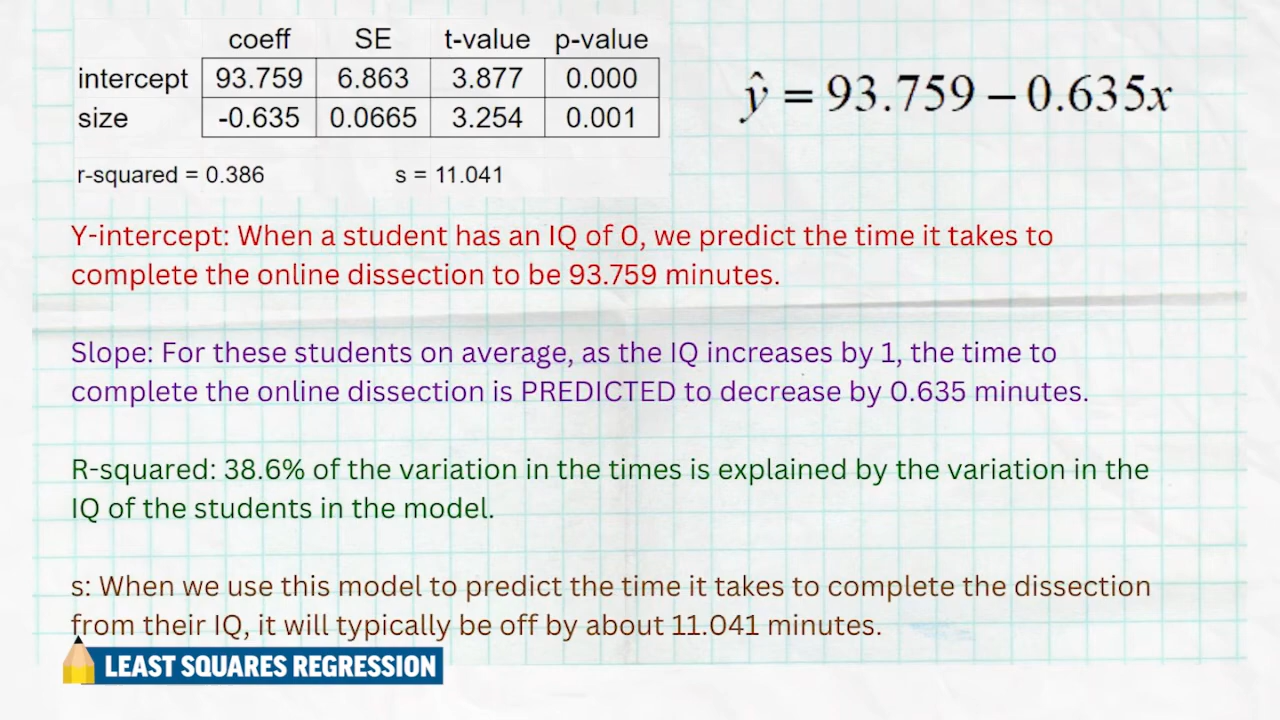 coeff SE t-value p-value
intercept 93.759 6.863 3.877 0.000
size -0.635 0.0665 3.254 0.001
r-squared = 0.386 s = 11.041
ŷ = 93.759 − 0.635x
Y-intercept: When a student has an IQ of 0, we predict the time it takes to
complete the online dissection to be 93.759 minutes.
Slope: For these students on average, as the IQ increases by 1, the time to
complete the online dissection is PREDICTED to decrease by 0.635 minutes.
R-squared: 38.6% of the variation in the times is explained by the variation in the
IQ of the students in the model.
s: When we use this model to predict the time it takes to complete the dissection
from their IQ, it will typically be off by about 11.041 minutes.
LEAST SQUARES REGRESSION